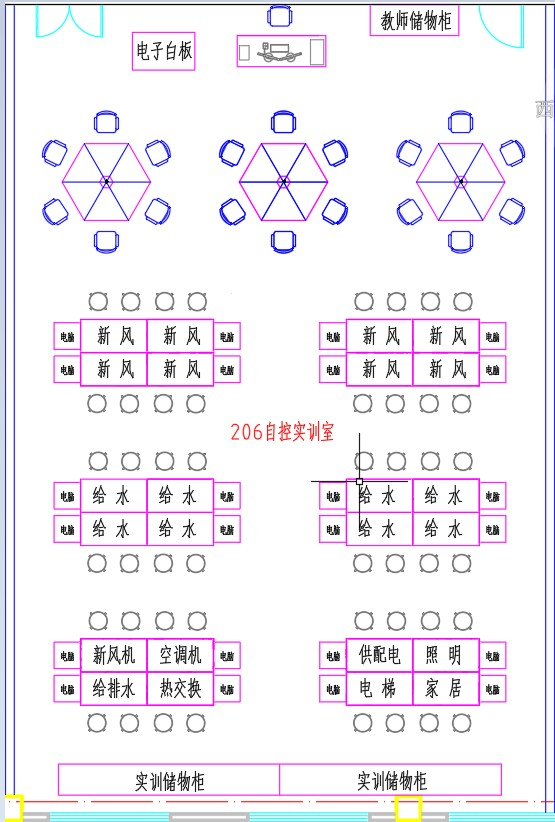 教师储物柜
电子白板
西
新风 新风 新风 新风
电脑 电脑 电脑 电脑
新风 新风 新风 新风
电脑 电脑 电脑 电脑
206自控实训室
给水 给水 给水 给水
电脑 电脑 电脑 电脑
给水 给水 给水 给水
电脑 电脑 电脑 电脑
电脑 新风机 空调机 电脑 电脑 供配电 照明 电脑
电脑 给排水 热交换 电脑 电脑 电梯 家居 电脑
实训储物柜 实训储物柜